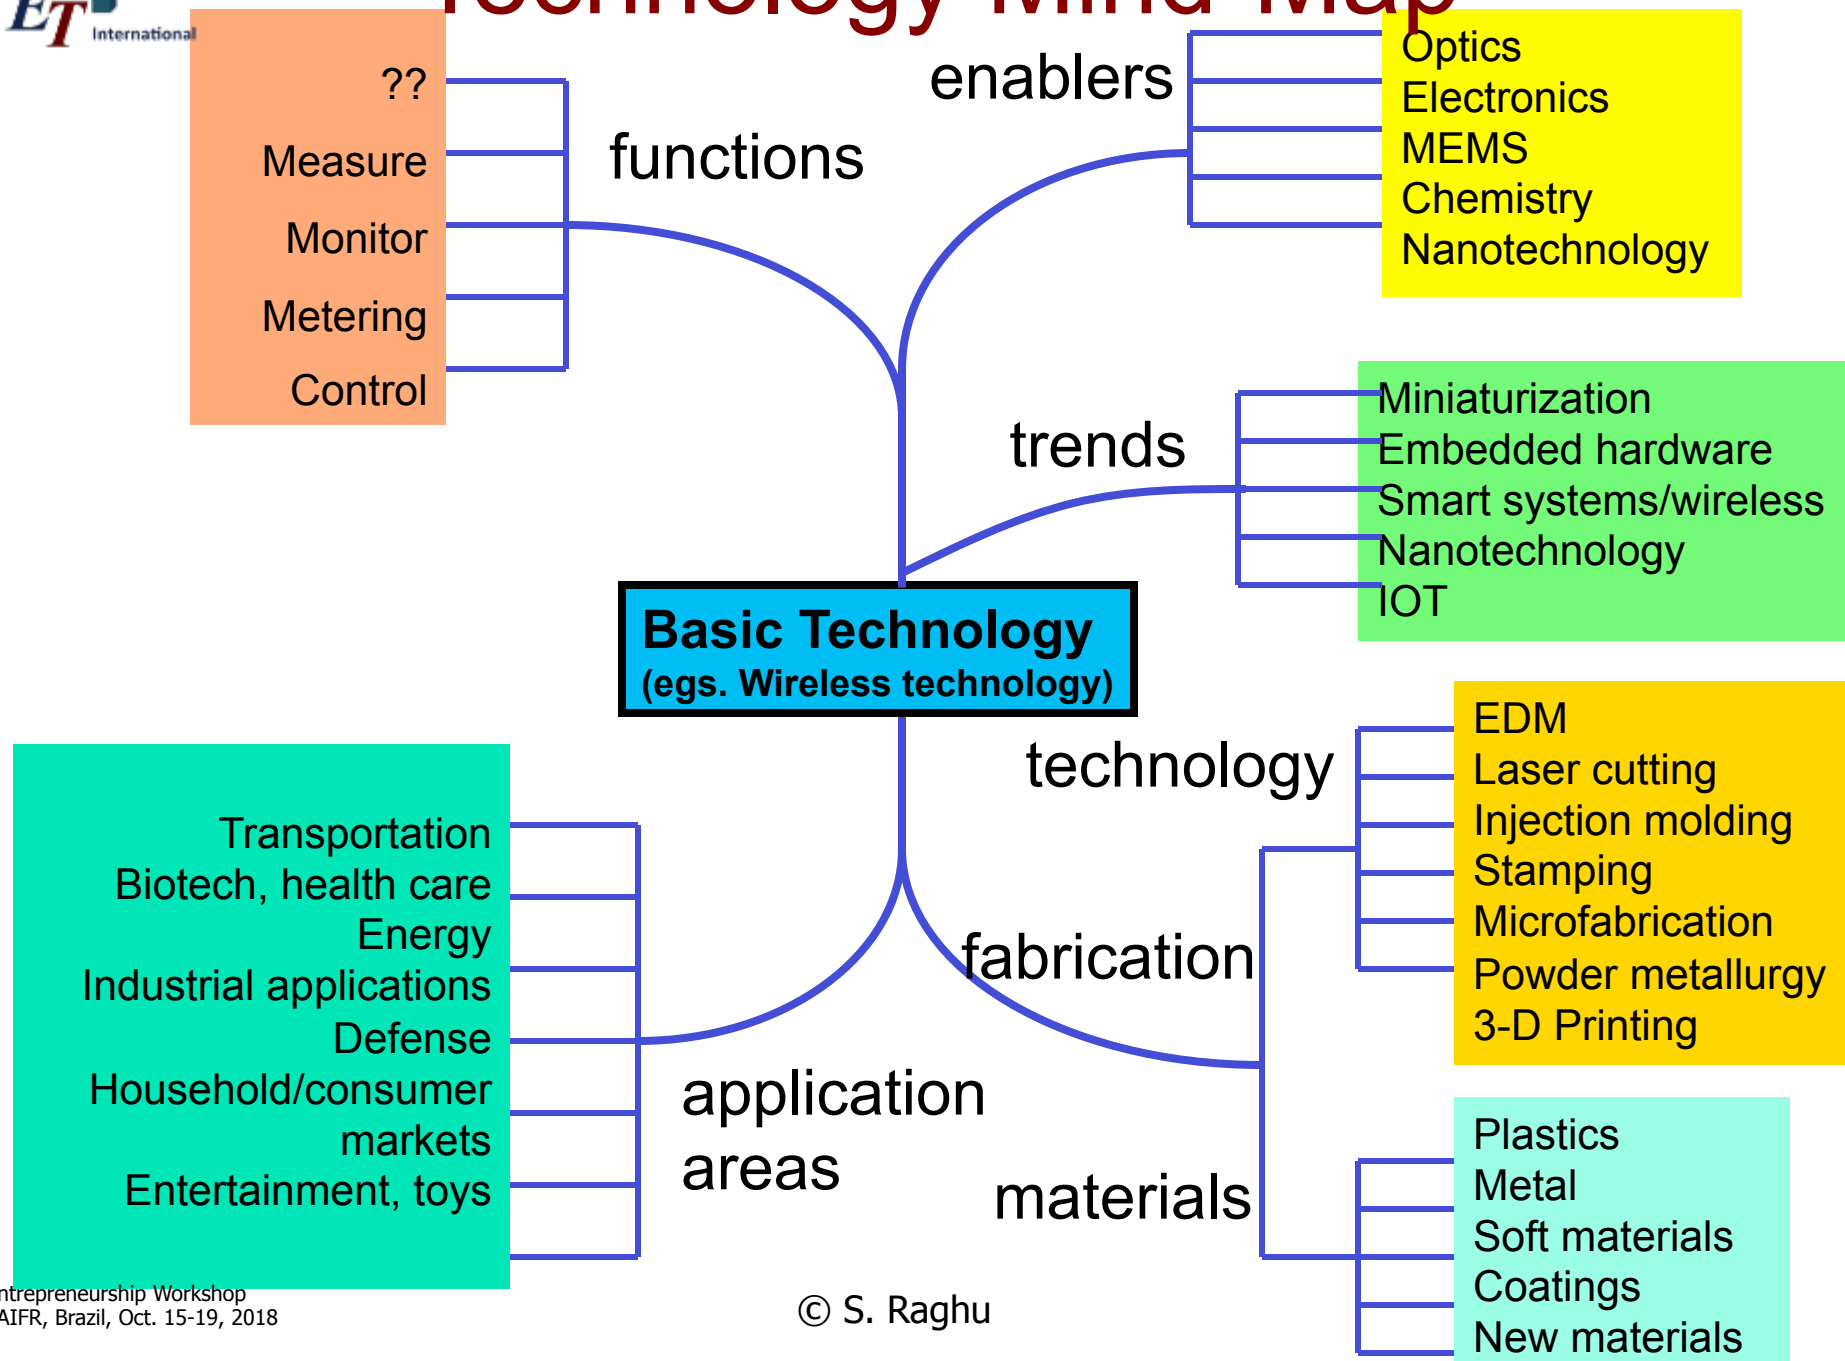 Technology Mind Map
ET
International
??
Measure
Monitor
Metering
Control
functions
enablers
Optics
Electronics
MEMS
Chemistry
Nanotechnology
trends
Miniaturization
Embedded hardware
Smart systems/wireless
Nanotechnology
IOT
Basic Technology
(egs. Wireless technology)
technology
EDM
Laser cutting
Injection molding
Stamping
Microfabrication
Powder metallurgy
3-D Printing
fabrication
Transportation
Biotech, health care
Energy
Industrial applications
Defense
Household/consumer
markets
Entertainment, toys
application
areas
materials
Plastics
Metal
Soft materials
Coatings
New materials
ntrepreneurship Workshop
AIFR, Brazil, Oct. 15-19, 2018
© S. Raghu